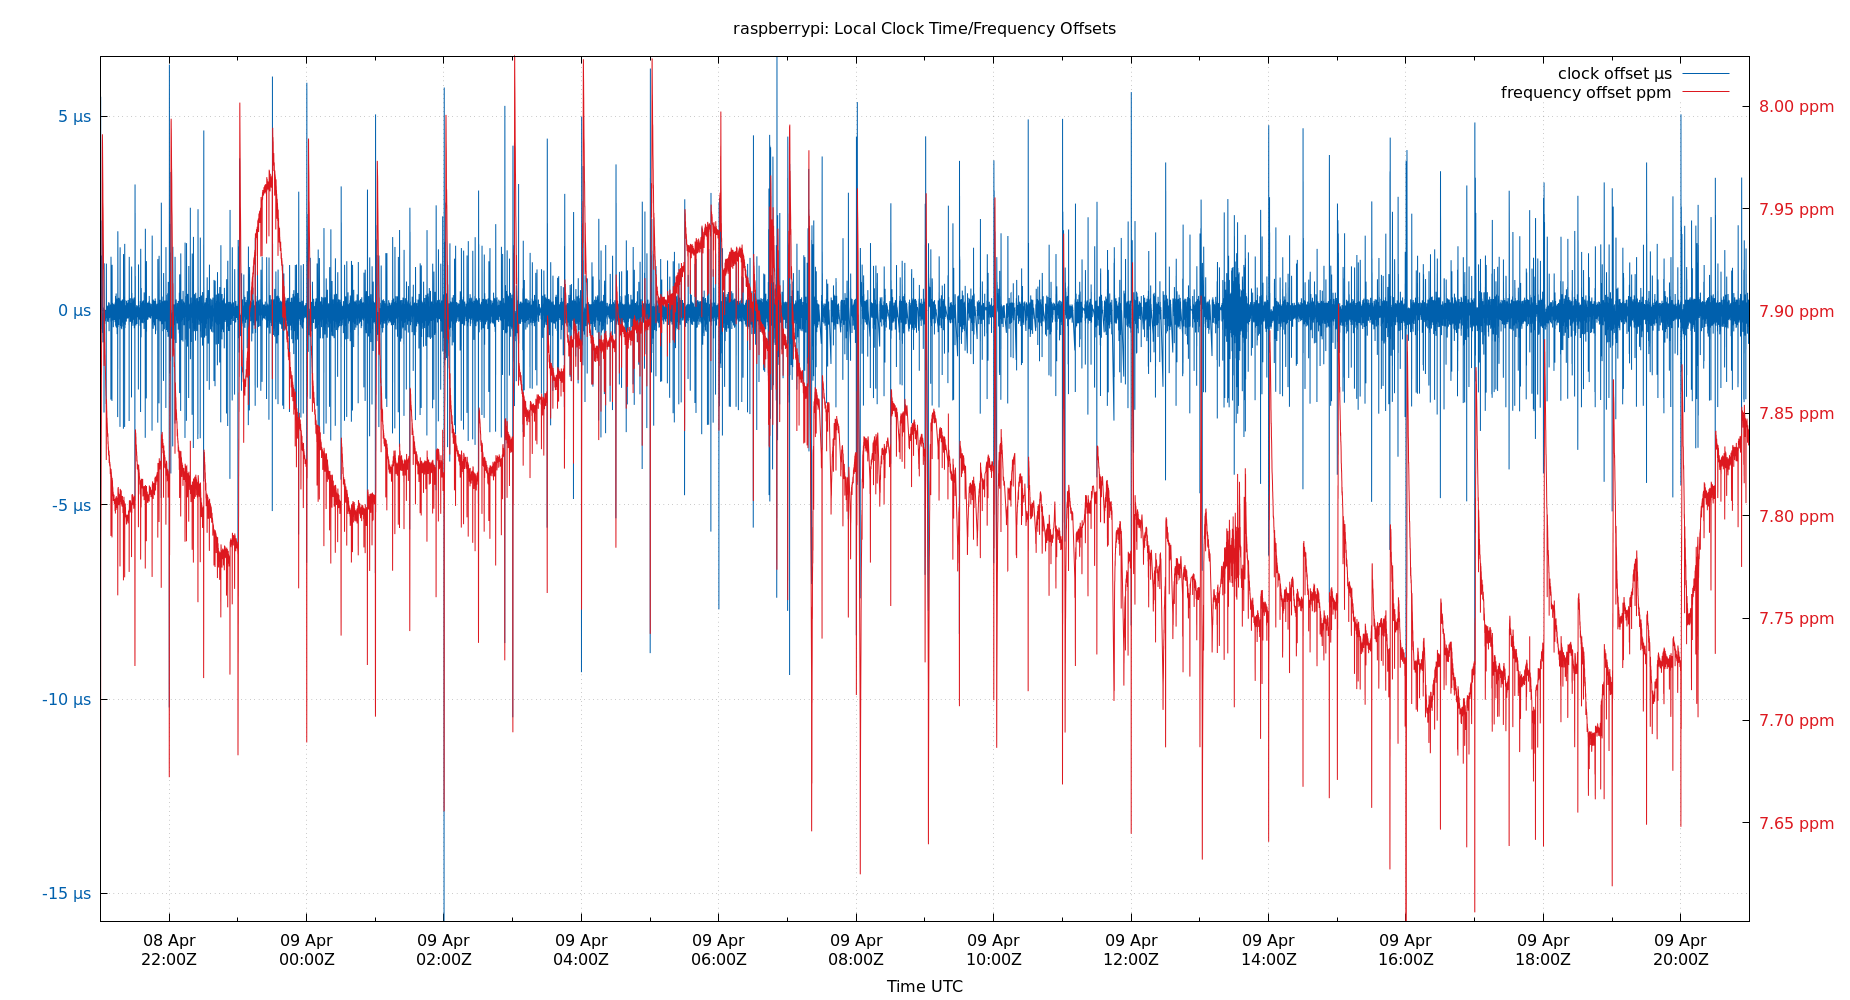 raspberrypi: Local Clock Time/Frequency Offsets
clock offset µs
frequency offset ppm
5 µs
0 µs
-5 µs
-10 µs
-15 µs
8.00 ppm
7.95 ppm
7.90 ppm
7.85 ppm
7.80 ppm
7.75 ppm
7.70 ppm
7.65 ppm
08 Apr
22:00Z
09 Apr
00:00Z
09 Apr
02:00Z
09 Apr
04:00Z
09 Apr
06:00Z
09 Apr
08:00Z
09 Apr
10:00Z
09 Apr
12:00Z
09 Apr
14:00Z
09 Apr
16:00Z
09 Apr
18:00Z
09 Apr
20:00Z
Time UTC